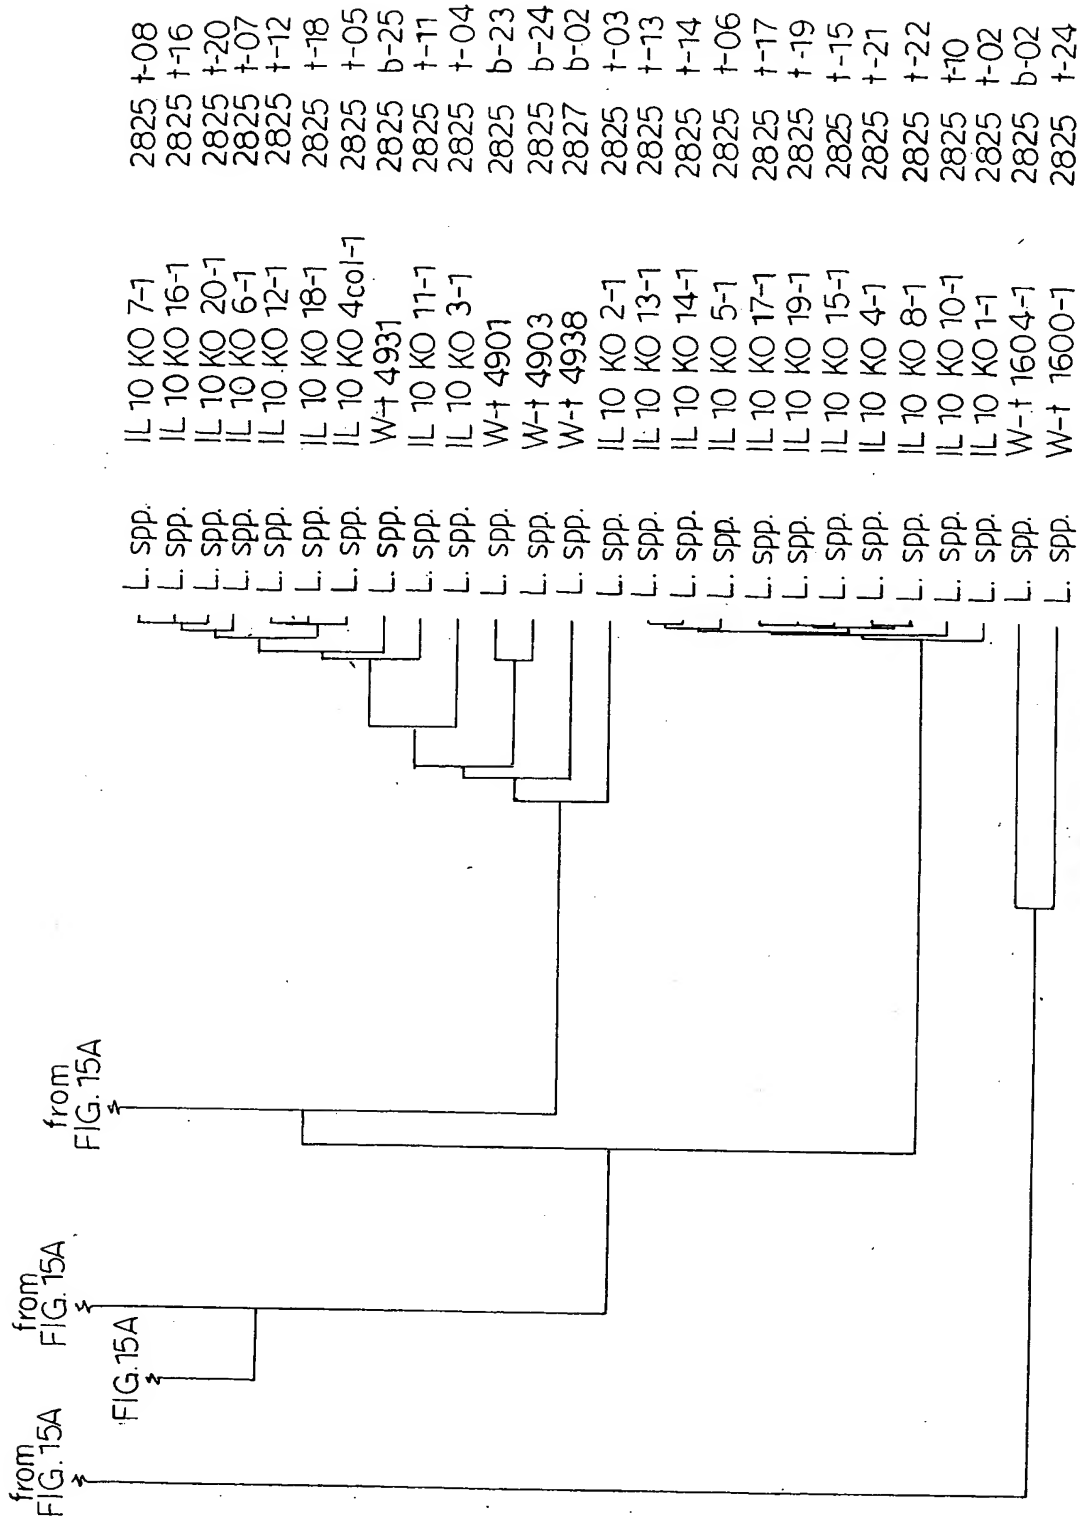 L. spp. IL 10 KO 7-1 2825 t-08
L. spp. IL 10 KO 16-1 2825 t-16
L. spp. IL 10 KO 20-1 2825 t-20
L. spp. IL 10 KO 6-1 2825 t-07
L. spp. IL 10 KO 12-1 2825 t-12
L. spp. IL 10 KO 18-1 2825 t-18
L. spp. IL 10 KO 4col-1 2825 t-05
L. spp. W-t 4931 2825 b-25
L. spp. IL 10 KO 11-1 2825 t-11
L. spp. IL 10 KO 3-1 2825 t-04
L. spp. W-t 4901 2825 b-23
L. spp. W-t 4903 2825 b-24
L. spp. W-t 4938 2827 b-02
L. spp. IL 10 KO 2-1 2825 t-03
L. spp. IL 10 KO 13-1 2825 t-13
L. spp. IL 10 KO 14-1 2825 t-14
L. spp. IL 10 KO 5-1 2825 t-06
L. spp. IL 10 KO 17-1 2825 t-17
L. spp. IL 10 KO 19-1 2825 t-19
L. spp. IL 10 KO 15-1 2825 t-15
L. spp. IL 10 KO 4-1 2825 t-21
L. spp. IL 10 KO 8-1 2825 t-22
L. spp. IL 10 KO 10-1 2825 t-10
L. spp. IL 10 KO 1-1 2825 t-02
L. spp. W-t 1604-1 2825 b-02
L. spp. W-t 1600-1 2825 t-24
from
FIG. 15A
from
FIG. 15A
FIG. 15A
from
FIG. 15A